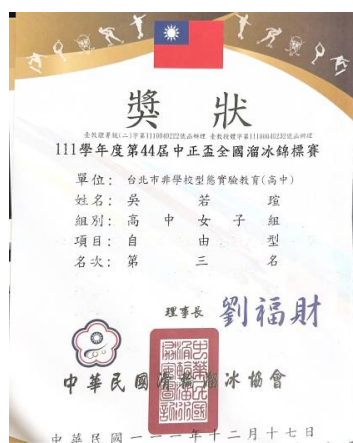 獎狀
111學年度第44屆中正盃全國溜冰錦標賽
單位：台北市非學校型態實驗教育(高中)
姓名：吳若瑄
組別：高中女子組
項目：自由型
名次：第三名
理事長 劉福財
中華民國滑輪溜冰協會
中華民國一一一年十二月十七日